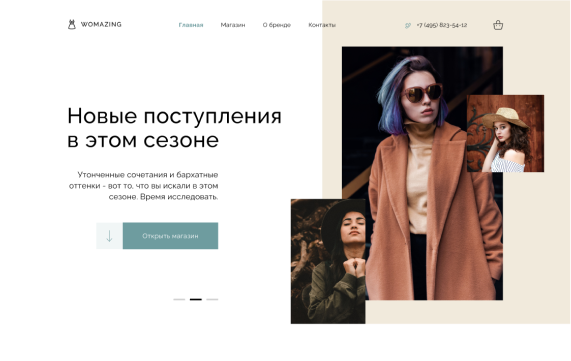 WOMAZING
Главная Магазин О бренде Контакты
+7 (495) 823-54-12
Новые поступления
в этом сезоне
Утонченные сочетания и бархатные
оттенки - вот то, что вы искали в этом
сезоне. Время исследовать.
Открыть магазин